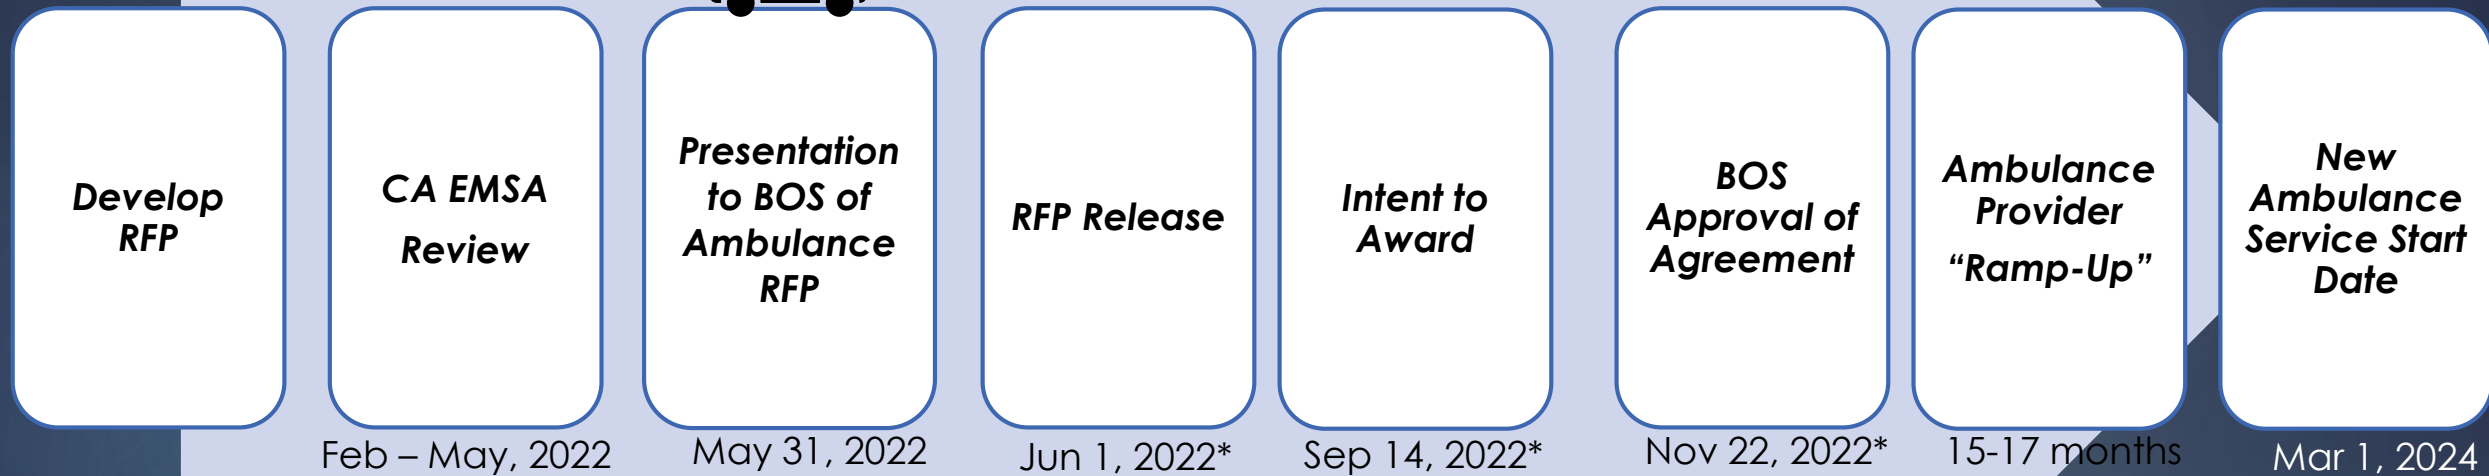 Develop
RFP
CA EMSA
Review
Feb – May, 2022
Presentation
to BOS of
Ambulance
RFP
May 31, 2022
RFP Release
Jun 1, 2022*
Intent to
Award
Sep 14, 2022*
BOS
Approval of
Agreement
Nov 22, 2022*
Ambulance
Provider
“Ramp-Up”
15-17 months
New
Ambulance
Service Start
Date
Mar 1, 2024